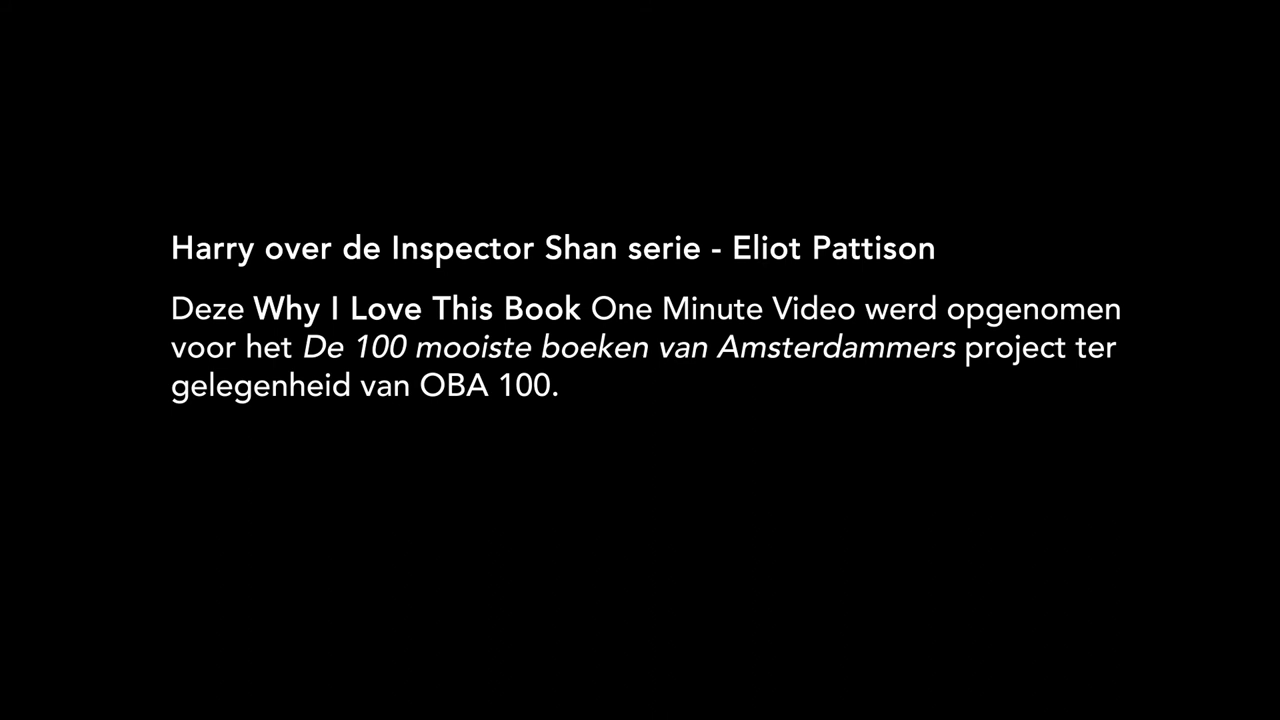 Harry over de Inspector Shan serie - Eliot Pattison
Deze Why I Love This Book One Minute Video werd opgenomen
voor het De 100 mooiste boeken van Amsterdammers project ter
gelegenheid van OBA 100.